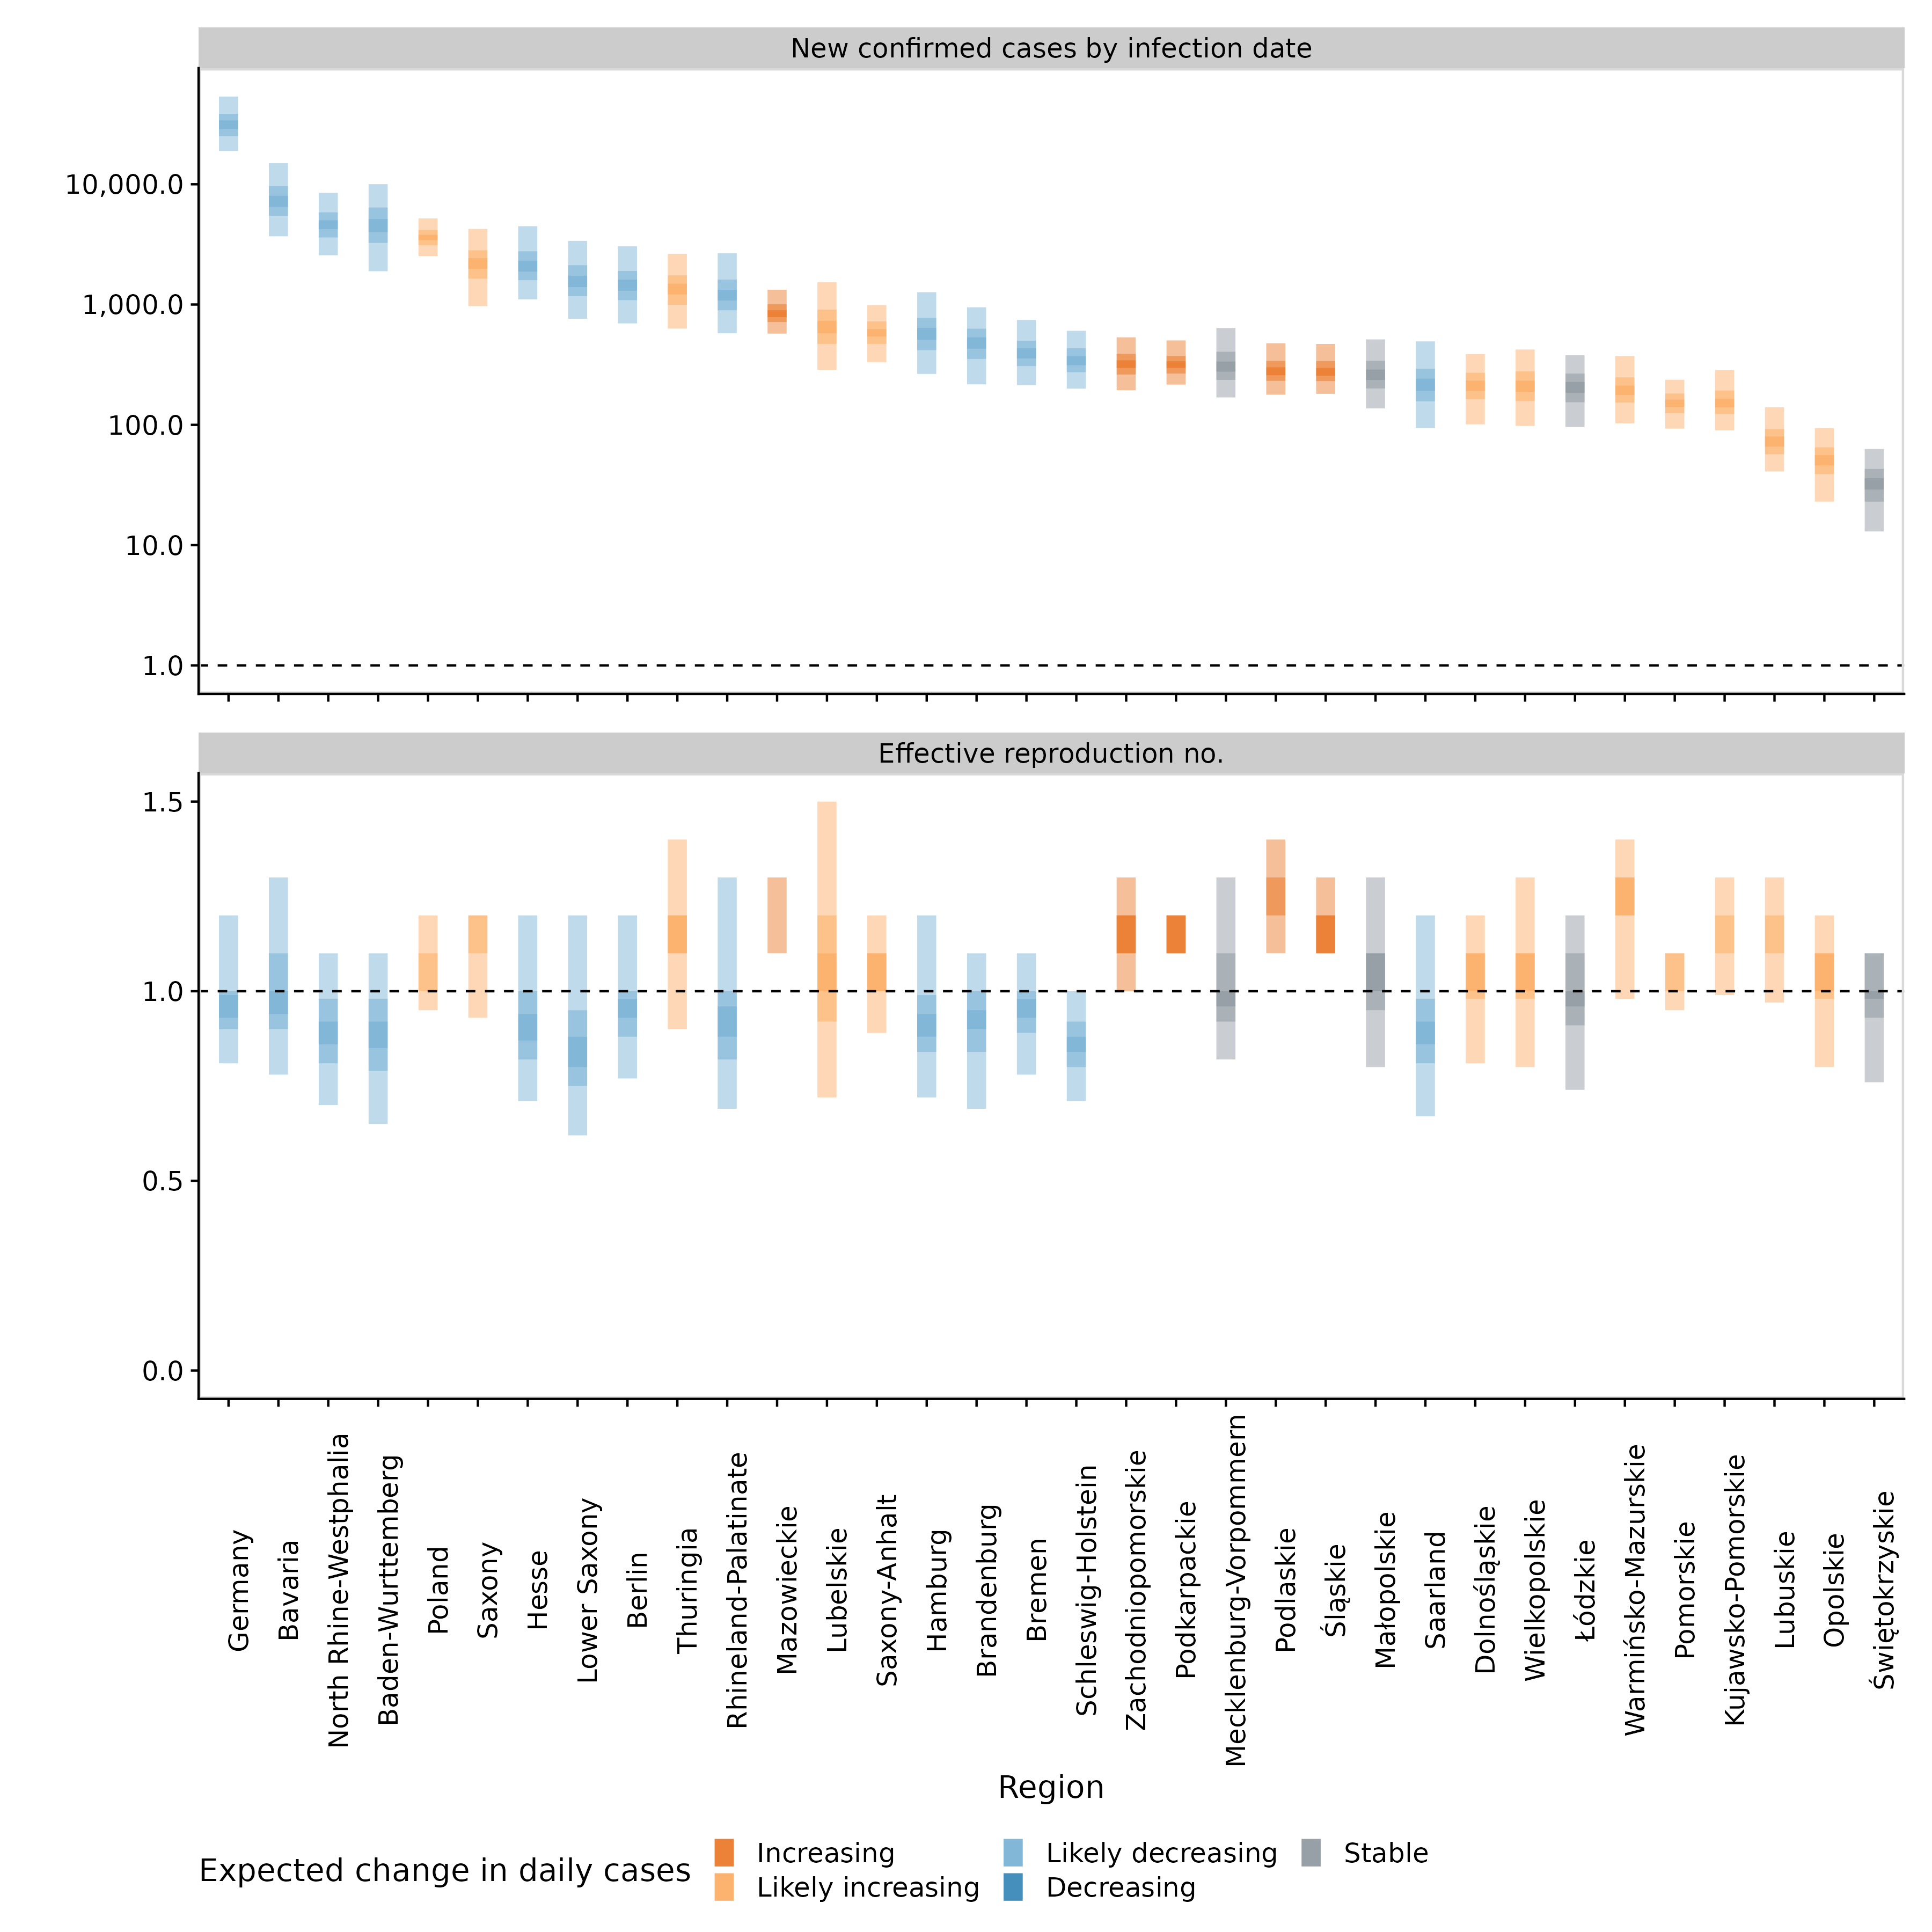 New confirmed cases by infection date
10,000.0
1,000.0
100.0
10.0
1.0
Effective reproduction no.
1.5
1.0
0.5
0.0
Germany
Bavaria
North Rhine-Westphalia
Baden-Wurttemberg
Poland
Saxony
Hesse
Lower Saxony
Berlin
Thuringia
Rhineland-Palatinate
Mazowieckie
Lubelskie
Saxony-Anhalt
Hamburg
Brandenburg
Bremen
Schleswig-Holstein
Zachodniopomorskie
Podkarpackie
Mecklenburg-Vorpommern
Podlaskie
Śląskie
Małopolskie
Saarland
Dolnośląskie
Wielkopolskie
Łódzkie
Warmińsko-Mazurskie
Pomorskie
Kujawsko-Pomorskie
Lubuskie
Opolskie
Świętokrzyskie
Region
Expected change in daily cases
Increasing
Likely increasing
Likely decreasing
Decreasing
Stable